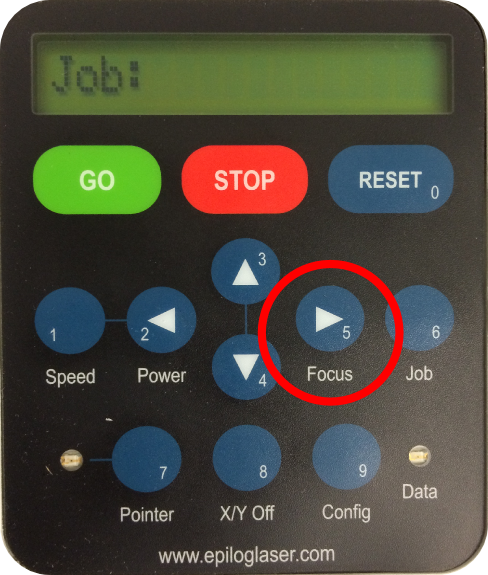 Job:
GO STOP RESET 0
3
1 2 5 6
4
Speed Power Focus Job
7 8 9
Pointer X/Y Off Config Data
www.epiloglaser.com